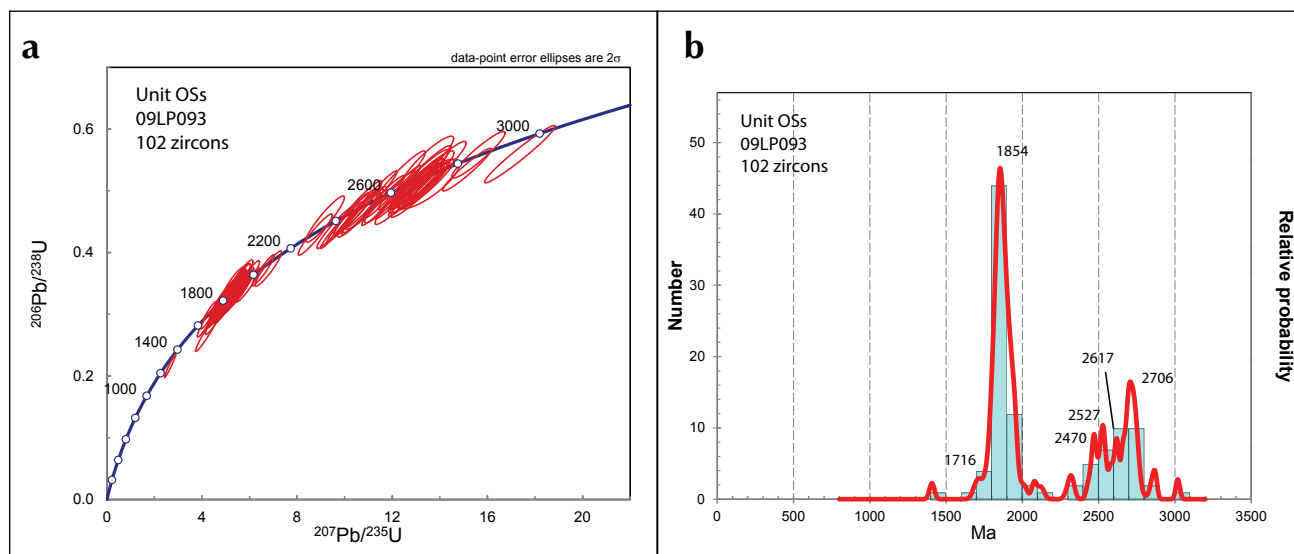 a
data-point error ellipses are 2σ
Unit OSs
09LP093
102 zircons
3000
2600
2200
1800
1400
1000
0.6
0.4
0.2
0.0
0
4
8
12
16
20
206Pb/238U
207Pb/235U
b
Unit OSs
09LP093
102 zircons
1854
2617
2706
2527
2470
1716
50
40
30
20
10
0
0
500
1000
1500
2000
2500
3000
3500
Number
Relative probability
Ma